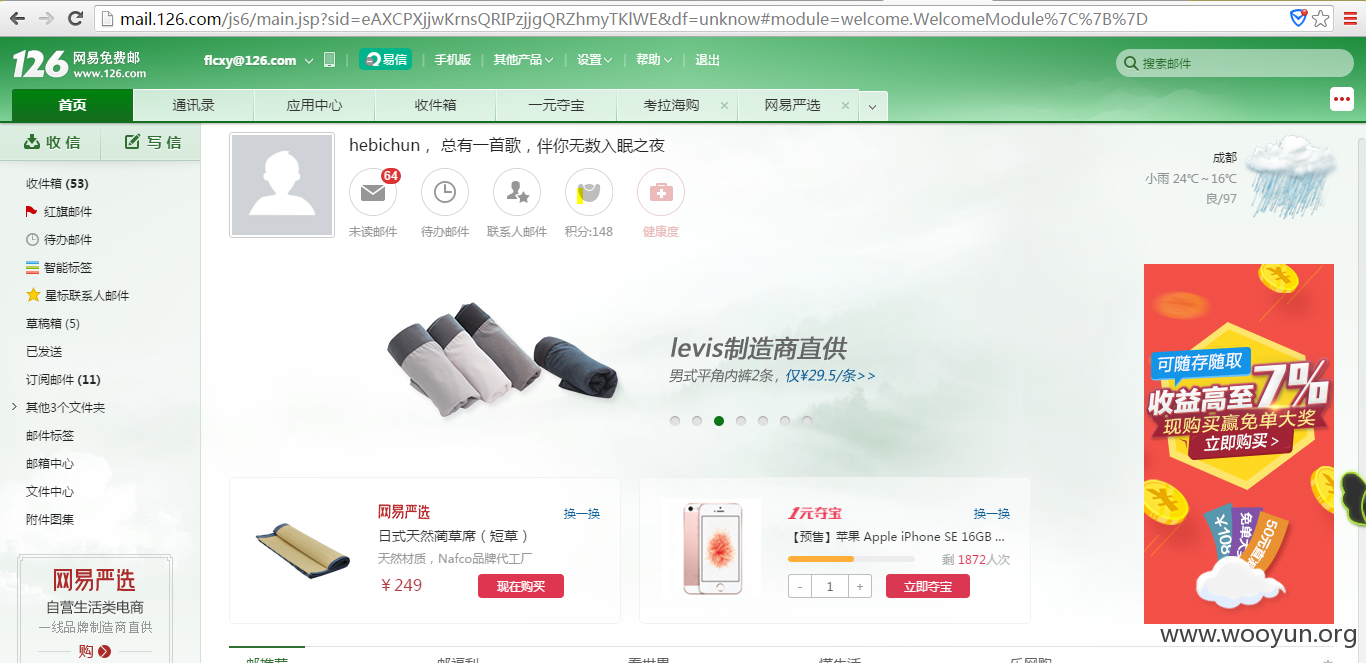 mail.126.com/js6/main.jsp?sid=eAXCPXjjwKrnsQRIPzjjgQRZhmyTKlWE&df=unknow#module=welcome.WelcomeModule%7C%7B%7D
126 网易免费邮
www.126.com
flcxy@126.com 易信 手机版 其他产品 设置 帮助 退出
搜索邮件
首页 通讯录 应用中心 收件箱 一元夺宝 考拉海购 × 网易严选 ×
收信 写信
收件箱 (53)
红旗邮件
待办邮件
智能标签
星标联系人邮件
草稿箱 (5)
已发送
订阅邮件 (11)
其他3个文件夹
邮件标签
邮箱中心
文件中心
附件图集
网易严选
自营生活类电商
一线品牌制造商直供
购
hebichun， 总有一首歌，伴你无数入眠之夜
64
未读邮件 待办邮件 联系人邮件 积分:148 健康度
成都
小雨 24℃～16℃
良/97
levis制造商直供
男式平角内裤2条，仅¥29.5/条>>
网易严选 换一换
日式天然蔺草席（短草）
天然材质，Nafco品牌代工厂
￥249 现在购买
1元夺宝 换一换
【预售】苹果 Apple iPhone SE 16GB ...
剩 1872人次
- 1 + 立即夺宝
可随存随取
收益高至7%
现购买赢免单大奖
立即购买 >
50元直减
www.wooyun.org